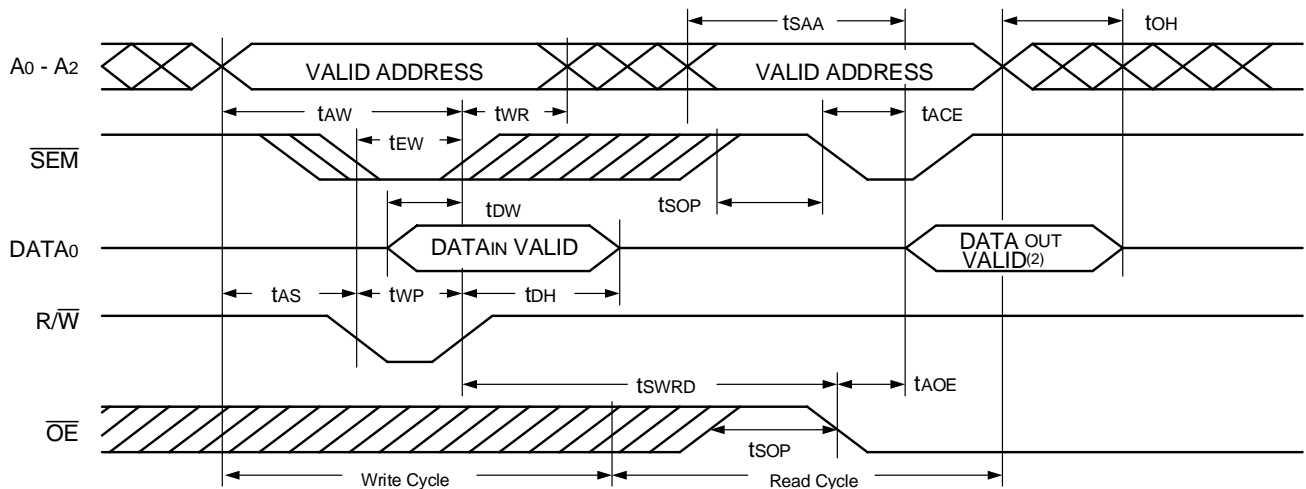 tSAA
tOH
A0 - A2
VALID ADDRESS
VALID ADDRESS
tAW
tWR
tACE
tEW
SEM
tDW
tSOP
DATA0
DATAIN VALID
DATA OUT
VALID(2)
tAS
tWP
tDH
R/W
tSWRD
tAOE
OE
tSOP
Write Cycle
Read Cycle